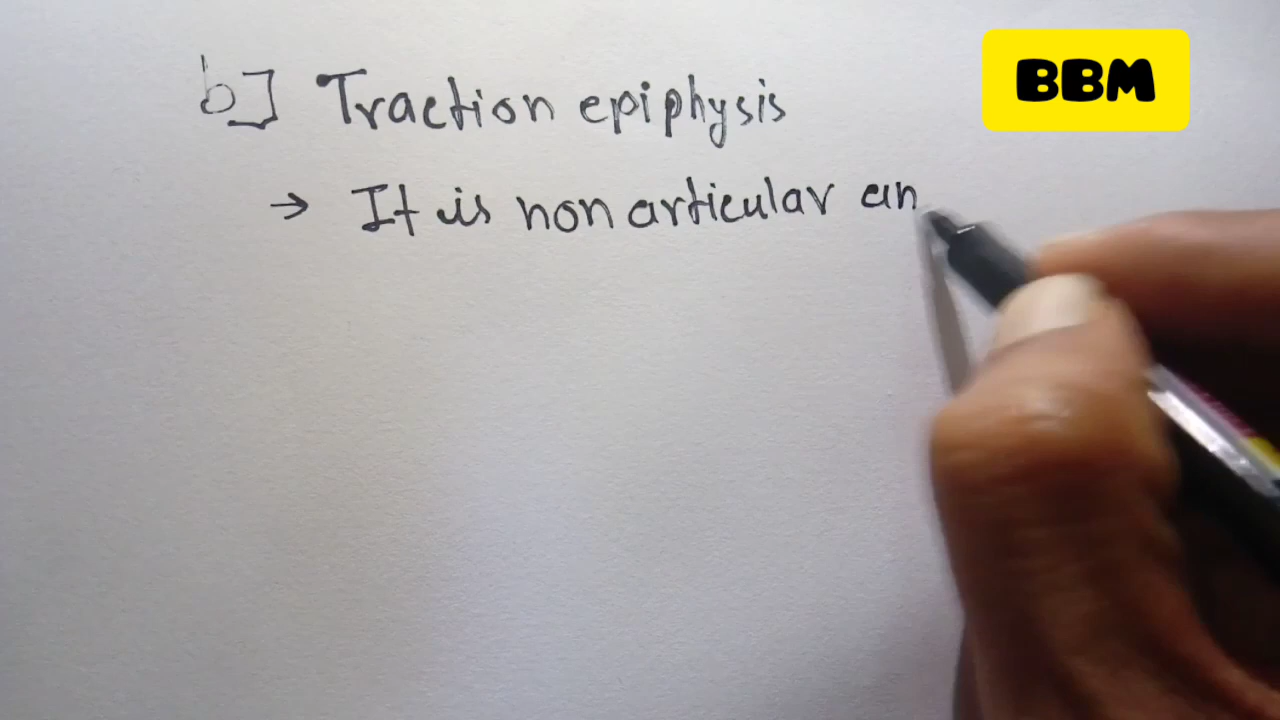 BBM
b] Traction epiphysis
→ It is non articular an